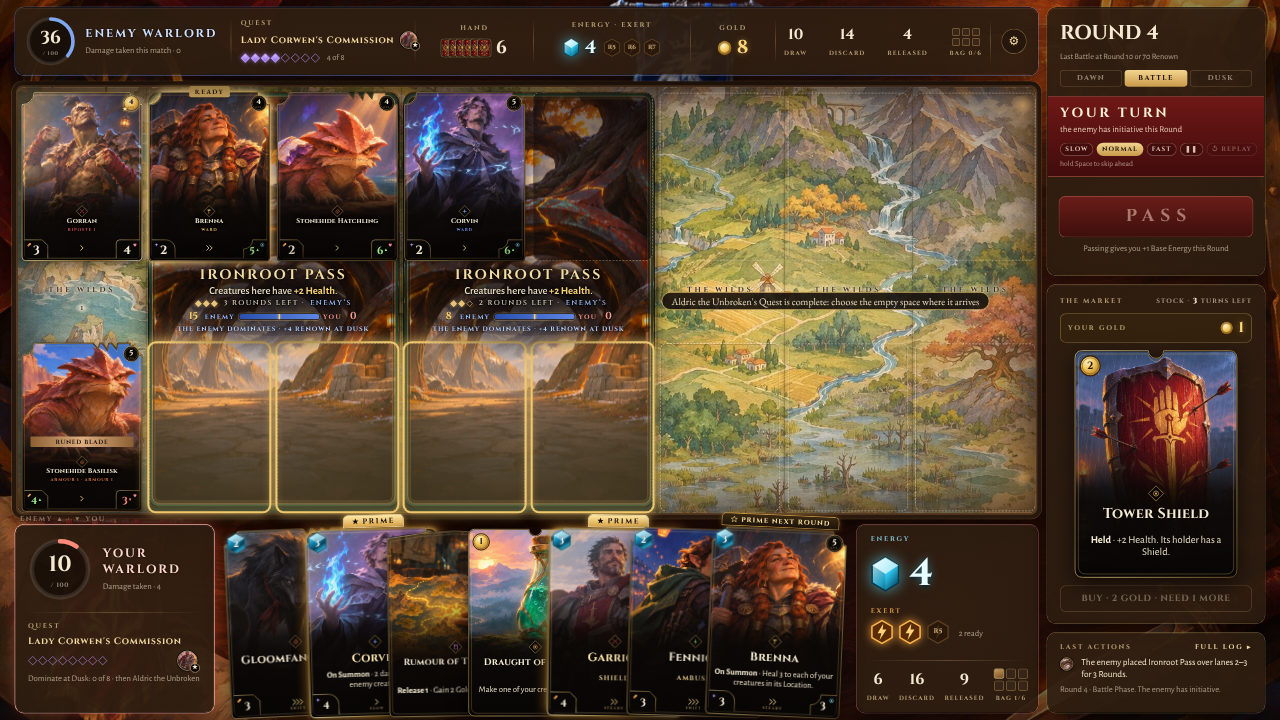 36
/ 100
ENEMY WARLORD
Damage taken this match · 0
QUEST
LADY CORWEN'S COMMISSION
4 of 8
HAND
6
ENERGY · EXERT
4
R5 R6 R7
GOLD
8
10
DRAW
14
DISCARD
4
RELEASED
BAG 0/6
ROUND 4
Last Battle at Round 10 or 70 Renown
DAWN
BATTLE
DUSK
YOUR TURN
the enemy has initiative this Round
SLOW
NORMAL
FAST
REPLAY
hold Space to skip ahead
PASS
Passing gives you +1 Base Energy this Round
THE MARKET
STOCK · 3 TURNS LEFT
YOUR GOLD
1
2
TOWER SHIELD
Held · +2 Health. Its holder has a
Shield.
BUY · 2 GOLD · NEED 1 MORE
LAST ACTIONS
FULL LOG
The enemy placed Ironroot Pass over lanes 2–3
for 3 Rounds.
Round 4 · Battle Phase. The enemy has initiative.
READY
4
GORRAN
RIPOSTE 1
3
4
4
BRENNA
WARD
2
5
4
STONEHIDE HATCHLING
2
6
5
CORVIN
WARD
2
6
THE WILDS
IRONROOT PASS
Creatures here have +2 Health.
3 ROUNDS LEFT · ENEMY'S
15 ENEMY
YOU 0
THE ENEMY DOMINATES · +4 RENOWN AT DUSK
IRONROOT PASS
Creatures here have +2 Health.
2 ROUNDS LEFT · ENEMY'S
8 ENEMY
YOU 0
THE ENEMY DOMINATES · +4 RENOWN AT DUSK
THE WILDS
THE WILDS
THE WILDS
Aldric the Unbroken's Quest is complete: choose the empty space where it arrives
5
RUNED BLADE
STONEHIDE BASILISK
ARMOUR 1 · ARMOUR 1
4
3
ENEMY
YOU
10
/ 100
YOUR
WARLORD
Damage taken · 4
QUEST
LADY CORWEN'S COMMISSION
Dominate at Dusk: 0 of 8 · then Aldric the Unbroken
PRIME
PRIME
PRIME NEXT ROUND
2
GLOOMFAN
3
SWIFT
3
CORV
On Summon · 2 da
enemy crea
4
SLOW
RUMOUR OF T
Release 1 · Gain 2 Gol
1
DRAUGHT OF
Make one of your cre
3
GARRI
SHIEL
4
STEADY
2
FENNI
AMBUS
3
SWIFT
3
5
BRENNA
On Summon · Heal 3 to each of your
creatures in its Location.
3
STEADY
3
ENERGY
4
EXERT
R5
2 ready
6
DRAW
16
DISCARD
9
RELEASED
BAG 1/6